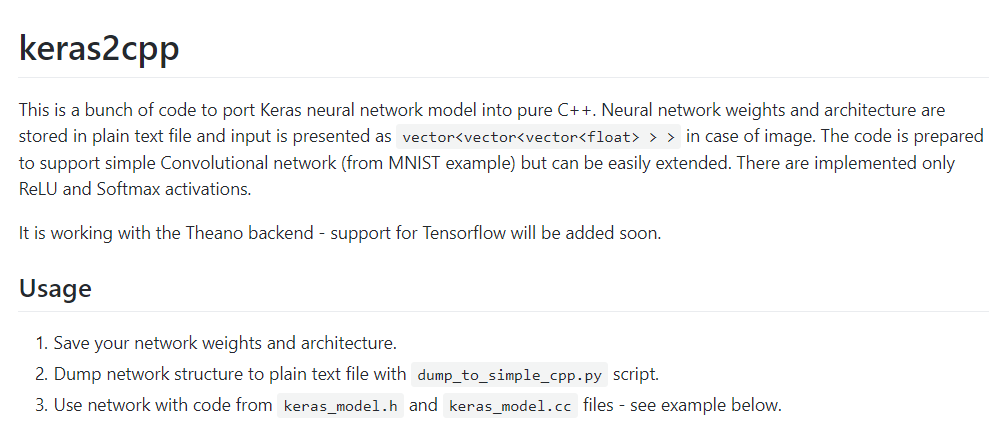 keras2cpp
This is a bunch of code to port Keras neural network model into pure C++. Neural network weights and architecture are
stored in plain text file and input is presented as vector<vector<vector<float> > > in case of image. The code is prepared
to support simple Convolutional network (from MNIST example) but can be easily extended. There are implemented only
ReLU and Softmax activations.
It is working with the Theano backend - support for Tensorflow will be added soon.
Usage
1. Save your network weights and architecture.
2. Dump network structure to plain text file with dump_to_simple_cpp.py script.
3. Use network with code from keras_model.h and keras_model.cc files - see example below.